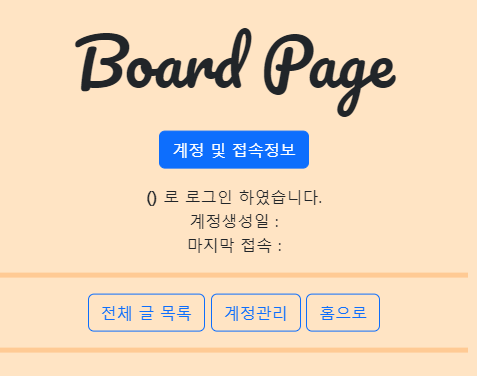 Board Page
계정 및 접속정보
() 로 로그인 하였습니다.
계정생성일 :
마지막 접속 :
전체 글 목록 계정관리 홈으로